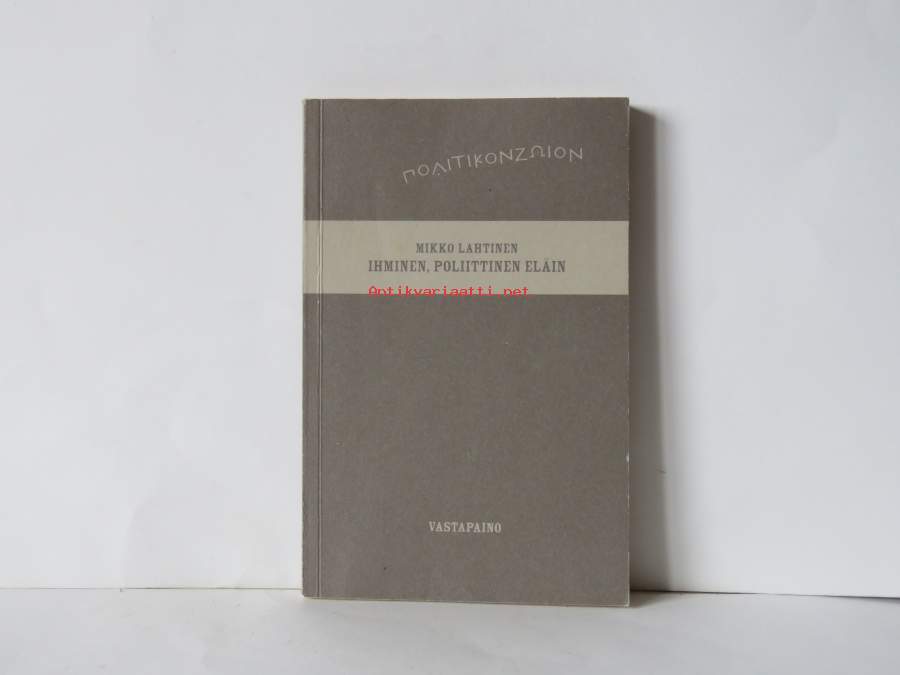 ΠΟΛΙΤΙΚΟΝΖΩΙΟΝ
MIKKO LAHTINEN
IHMINEN, POLIITTINEN ELÄIN
Antikvariaatti.net
VASTAPAINO